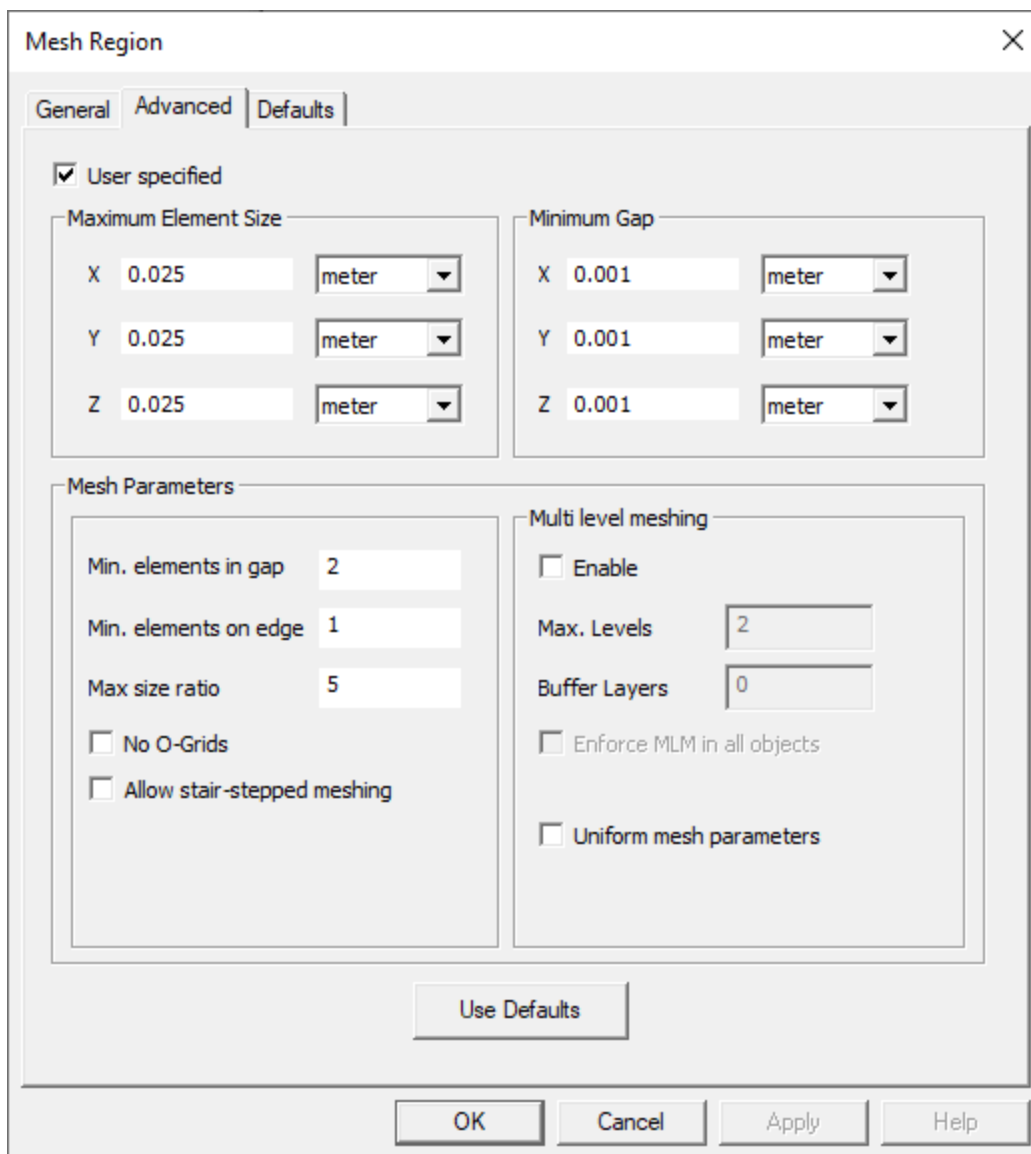 Mesh Region
General Advanced Defaults
User specified
Maximum Element Size Minimum Gap
X 0.025 meter X 0.001 meter
Y 0.025 meter Y 0.001 meter
Z 0.025 meter Z 0.001 meter
Mesh Parameters
Multi level meshing
Min. elements in gap 2 Enable
Min. elements on edge 1 Max. Levels 2
Max size ratio 5 Buffer Layers 0
No O-Grids Enforce MLM in all objects
Allow stair-stepped meshing
Uniform mesh parameters
Use Defaults
OK Cancel Apply Help